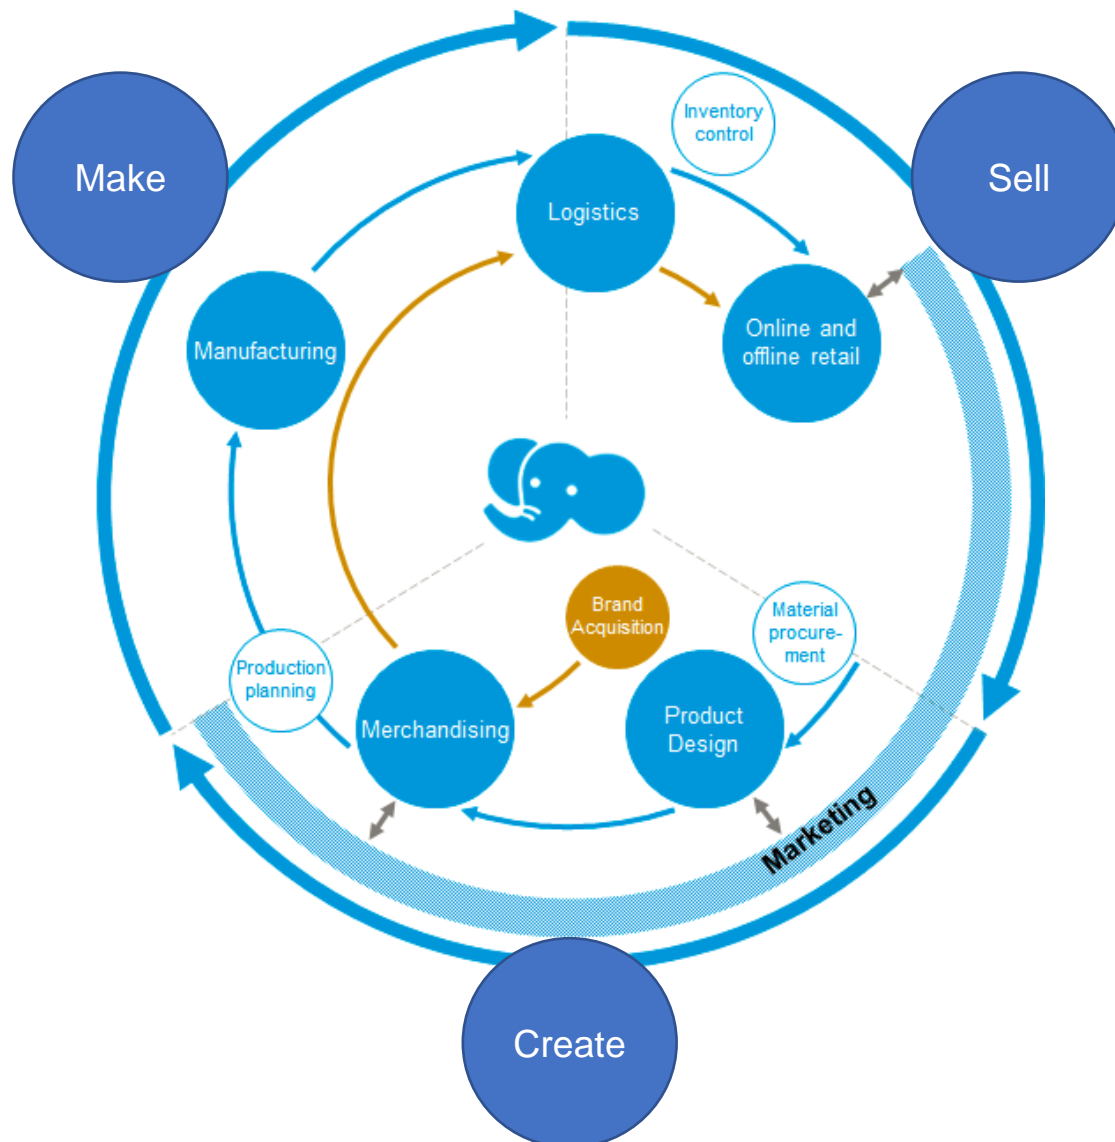 Make
Sell
Inventory
control
Logistics
Online and
offline retail
Manufacturing
Brand
Acquisition
Material
procure-
ment
Production
planning
Merchandising
Product
Design
Marketing
Create